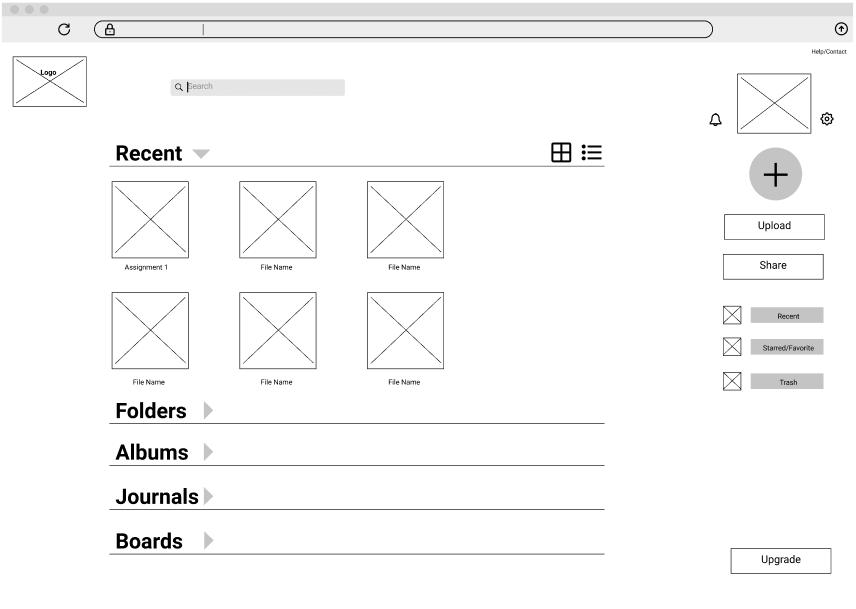 Help/Contact
Logo
Search
Recent
Assignment 1
File Name
File Name
File Name
File Name
File Name
Folders
Albums
Journals
Boards
Upload
Share
Recent
Starred/Favorite
Trash
Upgrade